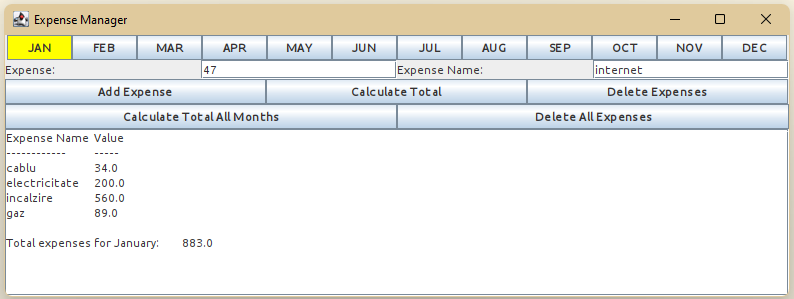 Expense Manager
JAN FEB MAR APR MAY JUN JUL AUG SEP OCT NOV DEC
Expense: 47 Expense Name: internet
Add Expense Calculate Total Delete Expenses
Calculate Total All Months Delete All Expenses
Expense Name Value
------------ -----
cablu 34.0
electricitate 200.0
incalzire 560.0
gaz 89.0
Total expenses for January: 883.0